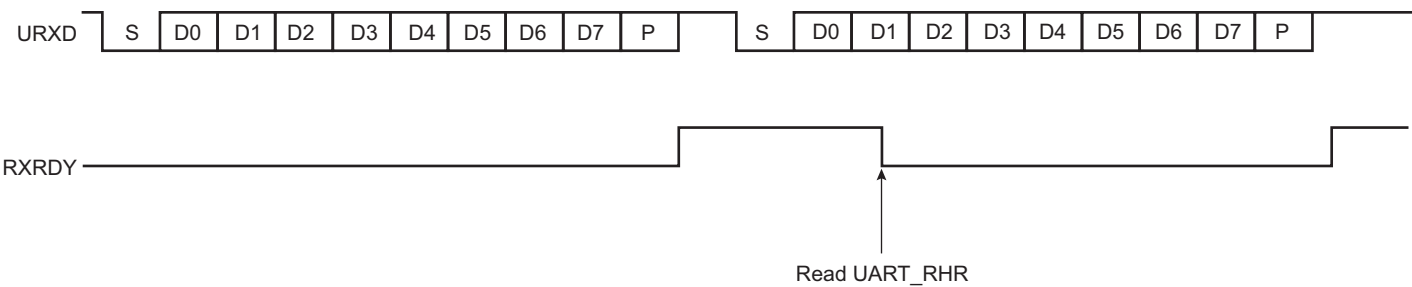 URXD S D0 D1 D2 D3 D4 D5 D6 D7 P S D0 D1 D2 D3 D4 D5 D6 D7 P
RXRDY
Read UART_RHR